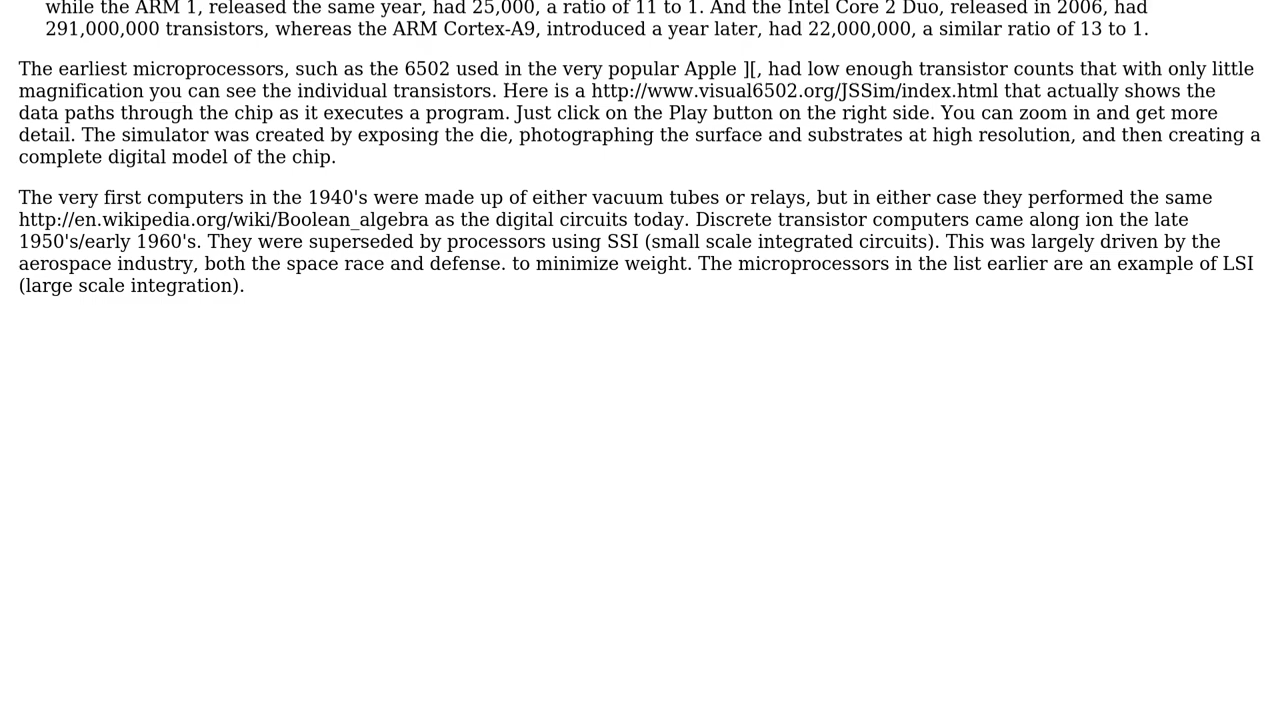 while the ARM 1, released the same year, had 25,000, a ratio of 11 to 1. And the Intel Core 2 Duo, released in 2006, had
291,000,000 transistors, whereas the ARM Cortex-A9, introduced a year later, had 22,000,000, a similar ratio of 13 to 1.
The earliest microprocessors, such as the 6502 used in the very popular Apple ][, had low enough transistor counts that with only little
magnification you can see the individual transistors. Here is a http://www.visual6502.org/JSSim/index.html that actually shows the
data paths through the chip as it executes a program. Just click on the Play button on the right side. You can zoom in and get more
detail. The simulator was created by exposing the die, photographing the surface and substrates at high resolution, and then creating a
complete digital model of the chip.
The very first computers in the 1940's were made up of either vacuum tubes or relays, but in either case they performed the same
http://en.wikipedia.org/wiki/Boolean_algebra as the digital circuits today. Discrete transistor computers came along ion the late
1950's/early 1960's. They were superseded by processors using SSI (small scale integrated circuits). This was largely driven by the
aerospace industry, both the space race and defense. to minimize weight. The microprocessors in the list earlier are an example of LSI
(large scale integration).